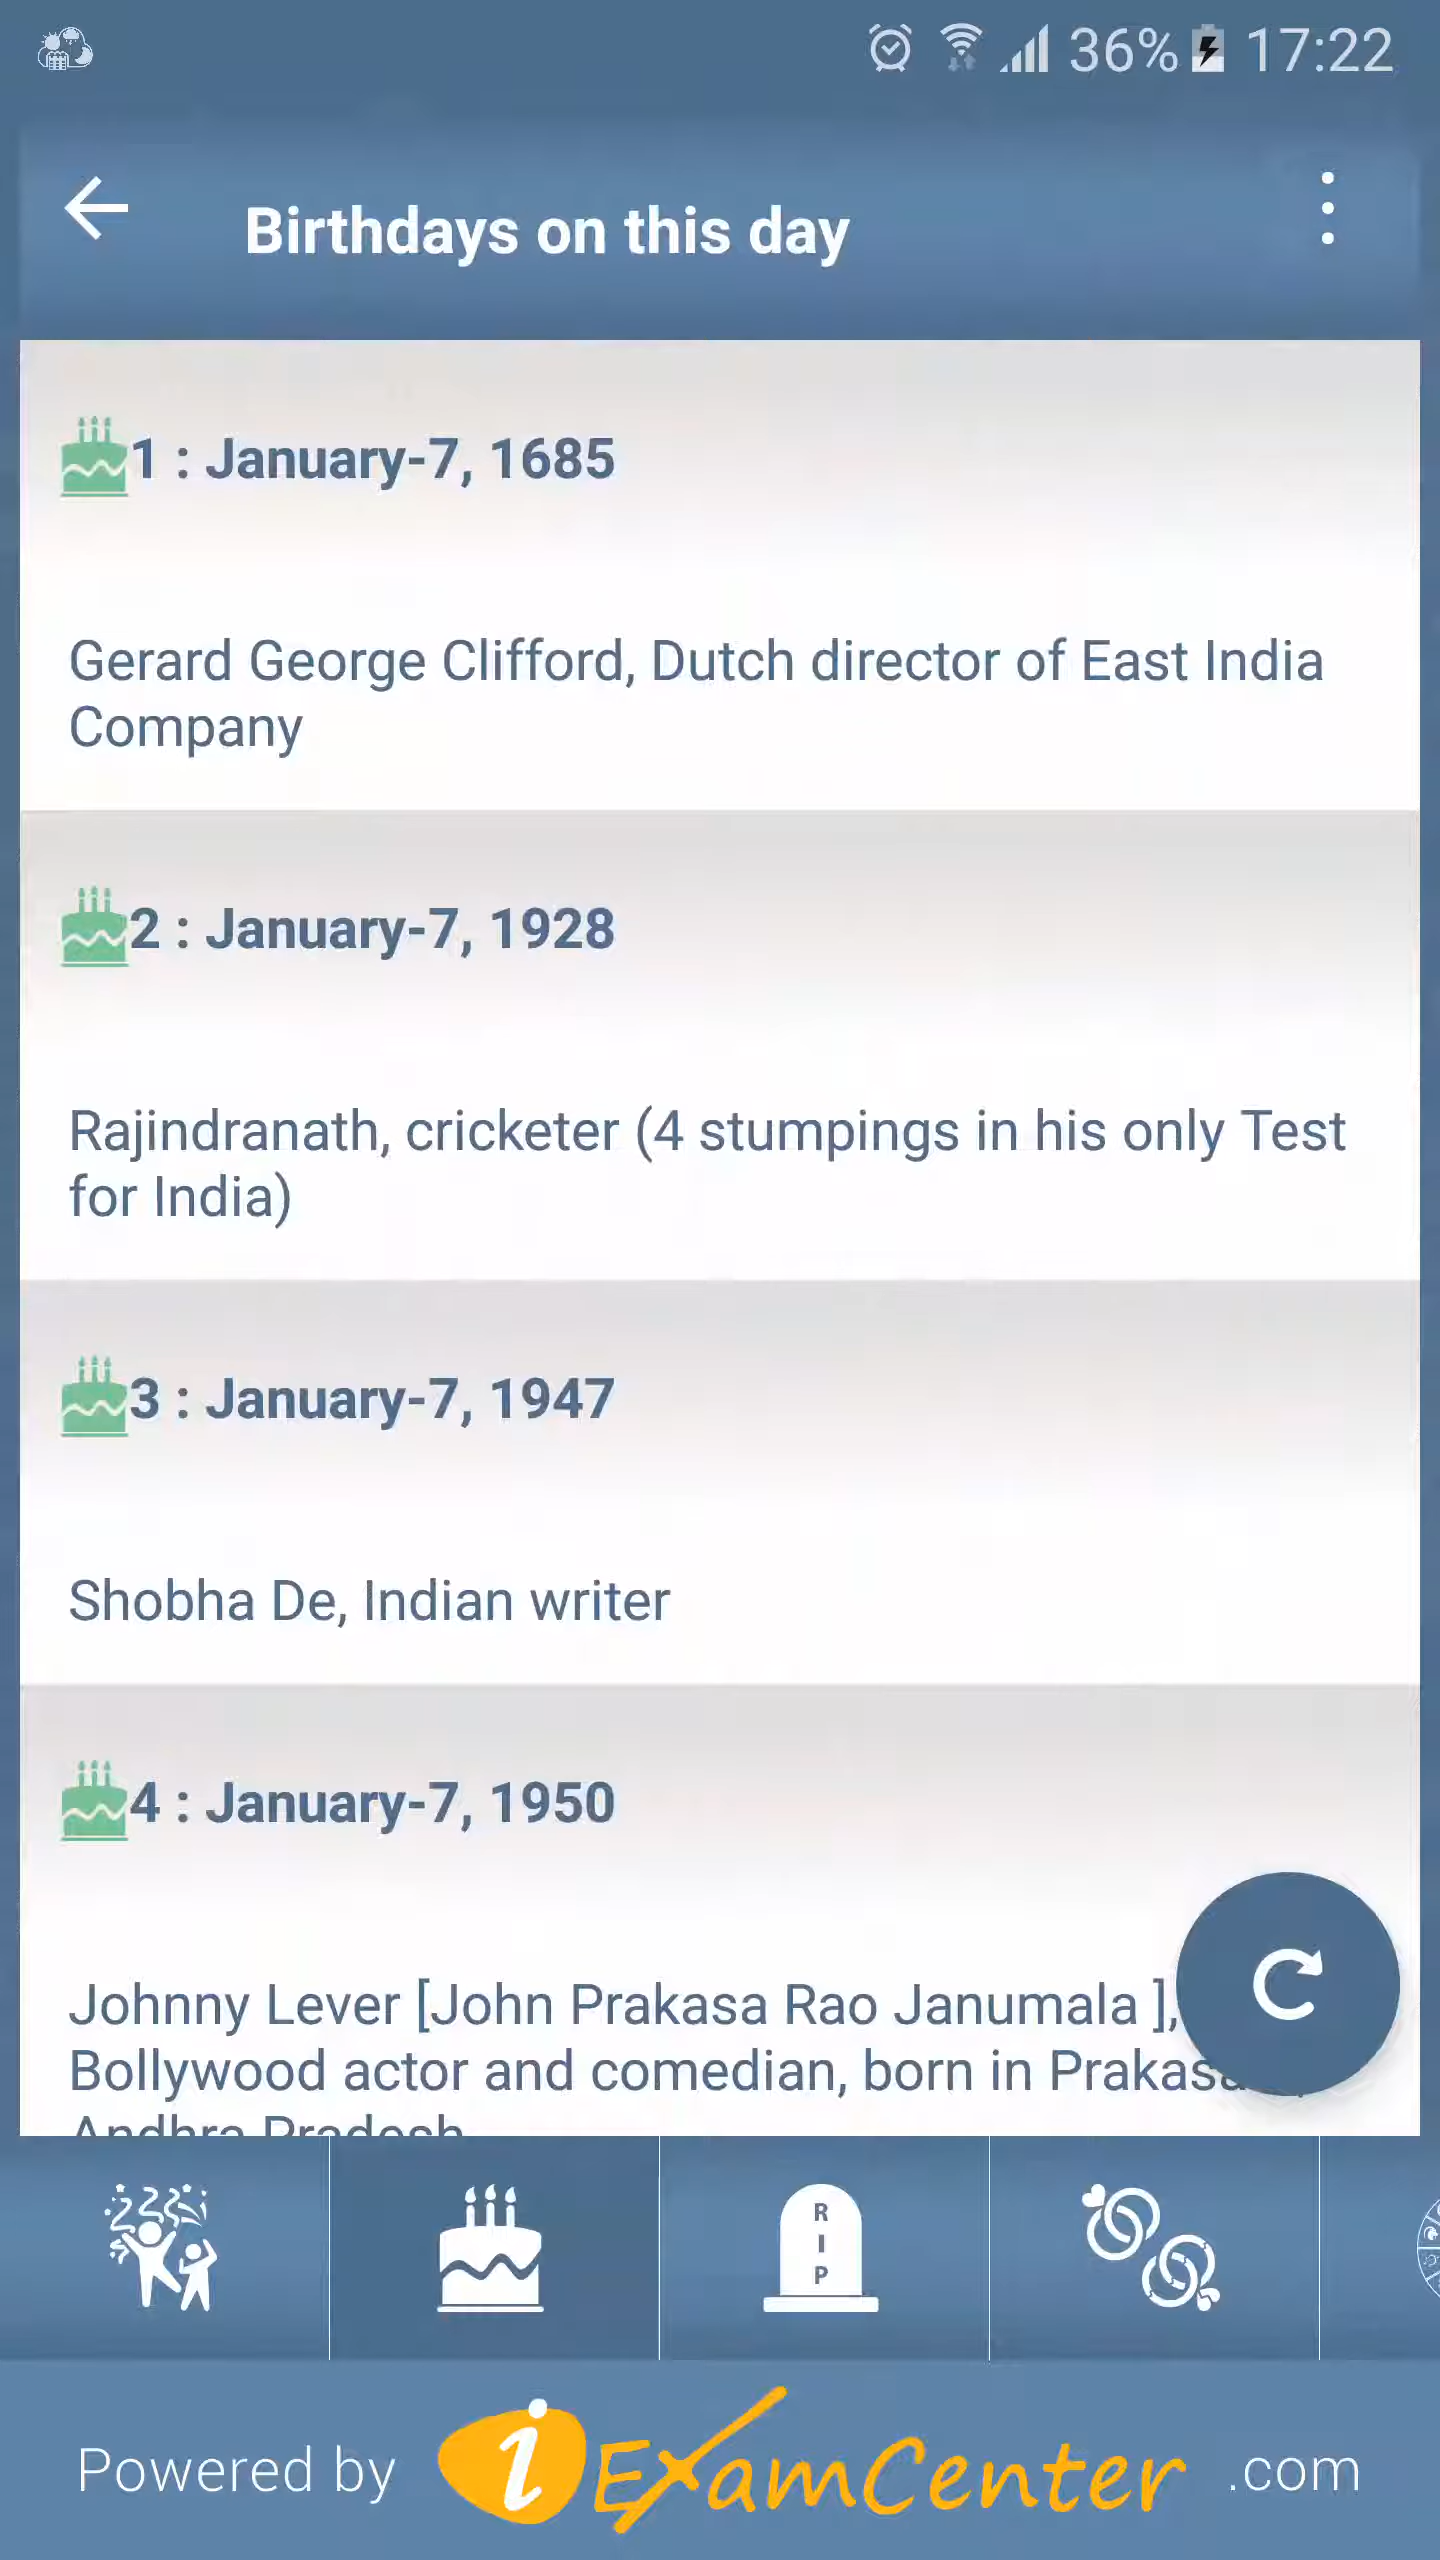 36% 17:22
Birthdays on this day
1 : January-7, 1685
Gerard George Clifford, Dutch director of East India
Company
2 : January-7, 1928
Rajindranath, cricketer (4 stumpings in his only Test
for India)
3 : January-7, 1947
Shobha De, Indian writer
4 : January-7, 1950
Johnny Lever [John Prakasa Rao Janumala ],
Bollywood actor and comedian, born in
Andhra Pradesh
R
I
P
Powered by iExamCenter .com